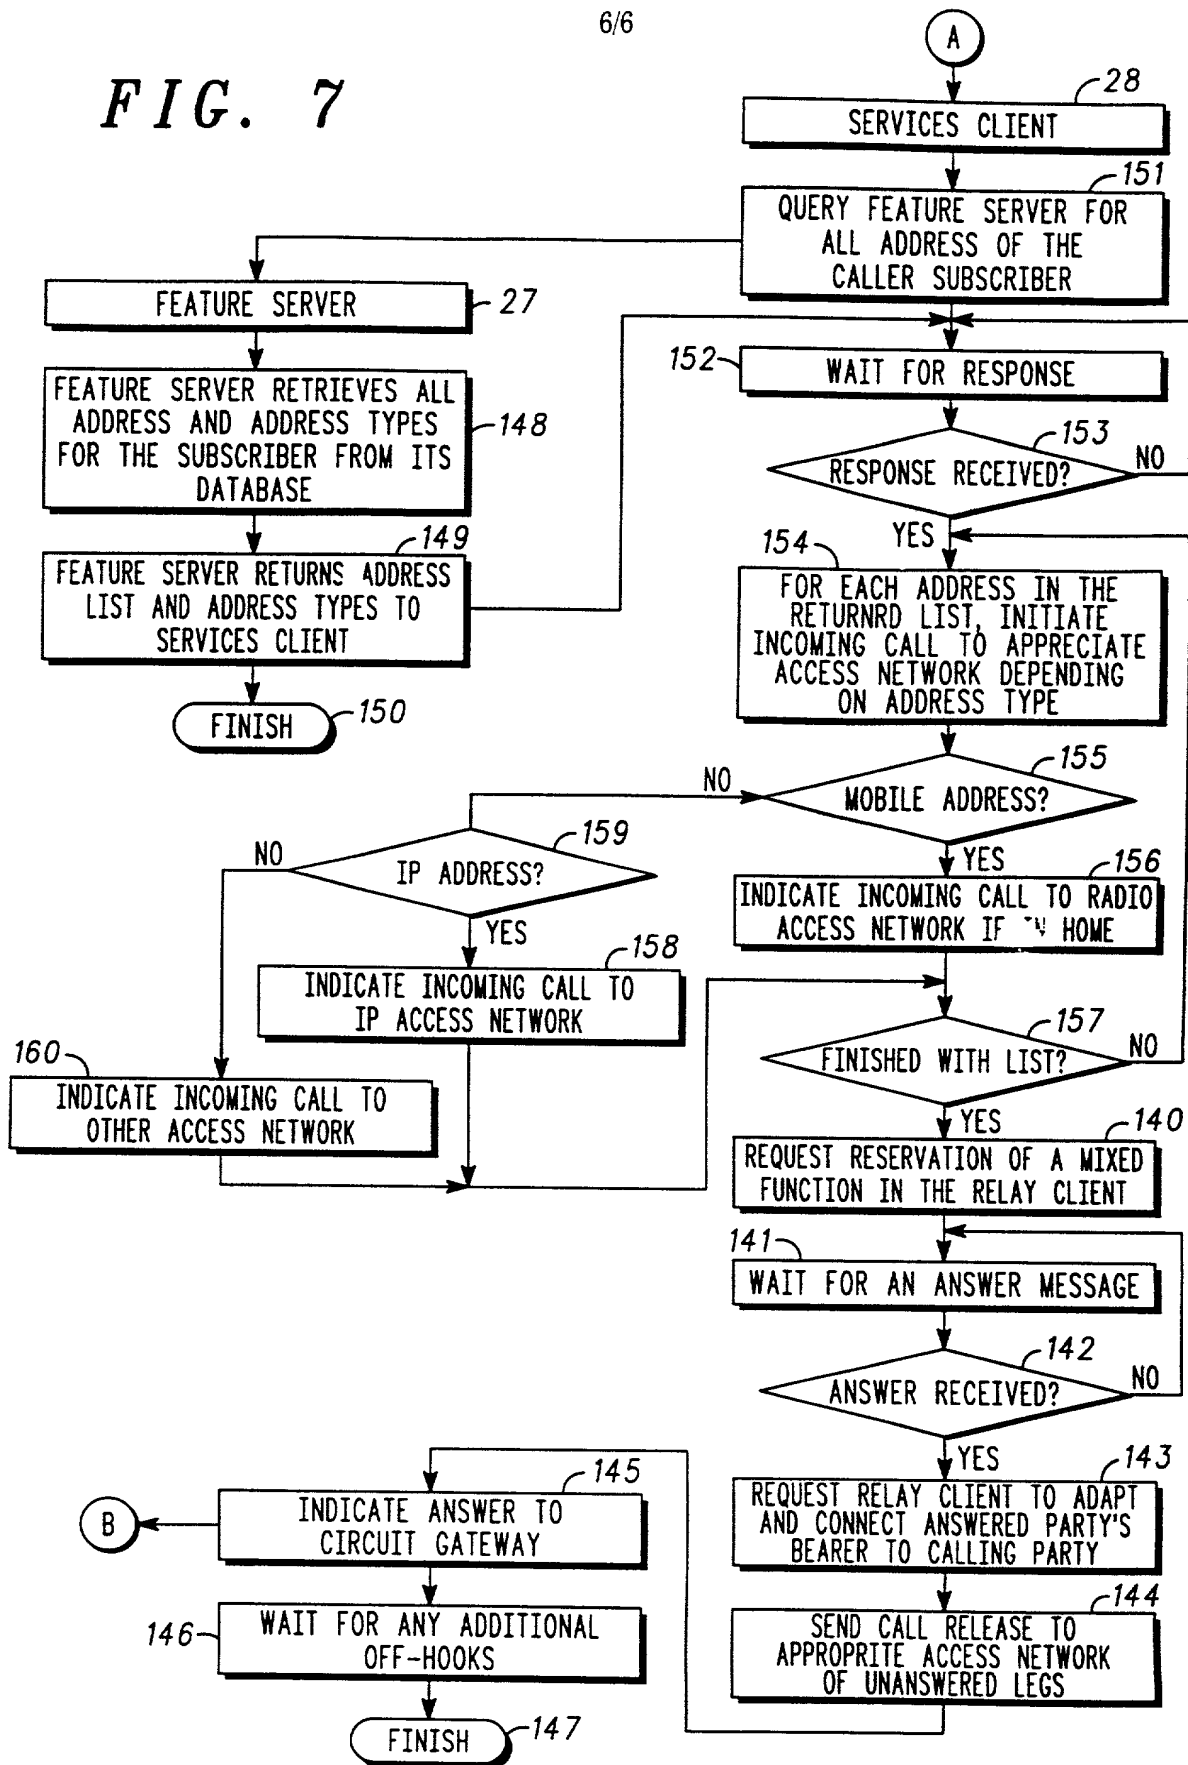 6/6
FIG. 7
A
28
SERVICES CLIENT
151
QUERY FEATURE SERVER FOR
ALL ADDRESS OF THE
CALLER SUBSCRIBER
FEATURE SERVER
27
152
WAIT FOR RESPONSE
FEATURE SERVER RETRIEVES ALL
ADDRESS AND ADDRESS TYPES
FOR THE SUBSCRIBER FROM ITS
DATABASE
148
153
RESPONSE RECEIVED?
NO
YES
149
FEATURE SERVER RETURNS ADDRESS
LIST AND ADDRESS TYPES TO
SERVICES CLIENT
154
FOR EACH ADDRESS IN THE
RETURNRD LIST, INITIATE
INCOMING CALL TO APPRECIATE
ACCESS NETWORK DEPENDING
ON ADDRESS TYPE
FINISH
150
155
MOBILE ADDRESS?
NO
YES
159
IP ADDRESS?
NO
YES
156
INDICATE INCOMING CALL TO RADIO
ACCESS NETWORK IF HOME
158
INDICATE INCOMING CALL TO
IP ACCESS NETWORK
157
FINISHED WITH LIST?
NO
YES
160
INDICATE INCOMING CALL TO
OTHER ACCESS NETWORK
140
REQUEST RESERVATION OF A MIXED
FUNCTION IN THE RELAY CLIENT
141
WAIT FOR AN ANSWER MESSAGE
142
ANSWER RECEIVED?
NO
YES
143
REQUEST RELAY CLIENT TO ADAPT
AND CONNECT ANSWERED PARTY'S
BEARER TO CALLING PARTY
144
SEND CALL RELEASE TO
APPROPRITE ACCESS NETWORK
OF UNANSWERED LEGS
145
INDICATE ANSWER TO
CIRCUIT GATEWAY
B
146
WAIT FOR ANY ADDITIONAL
OFF-HOOKS
FINISH
147